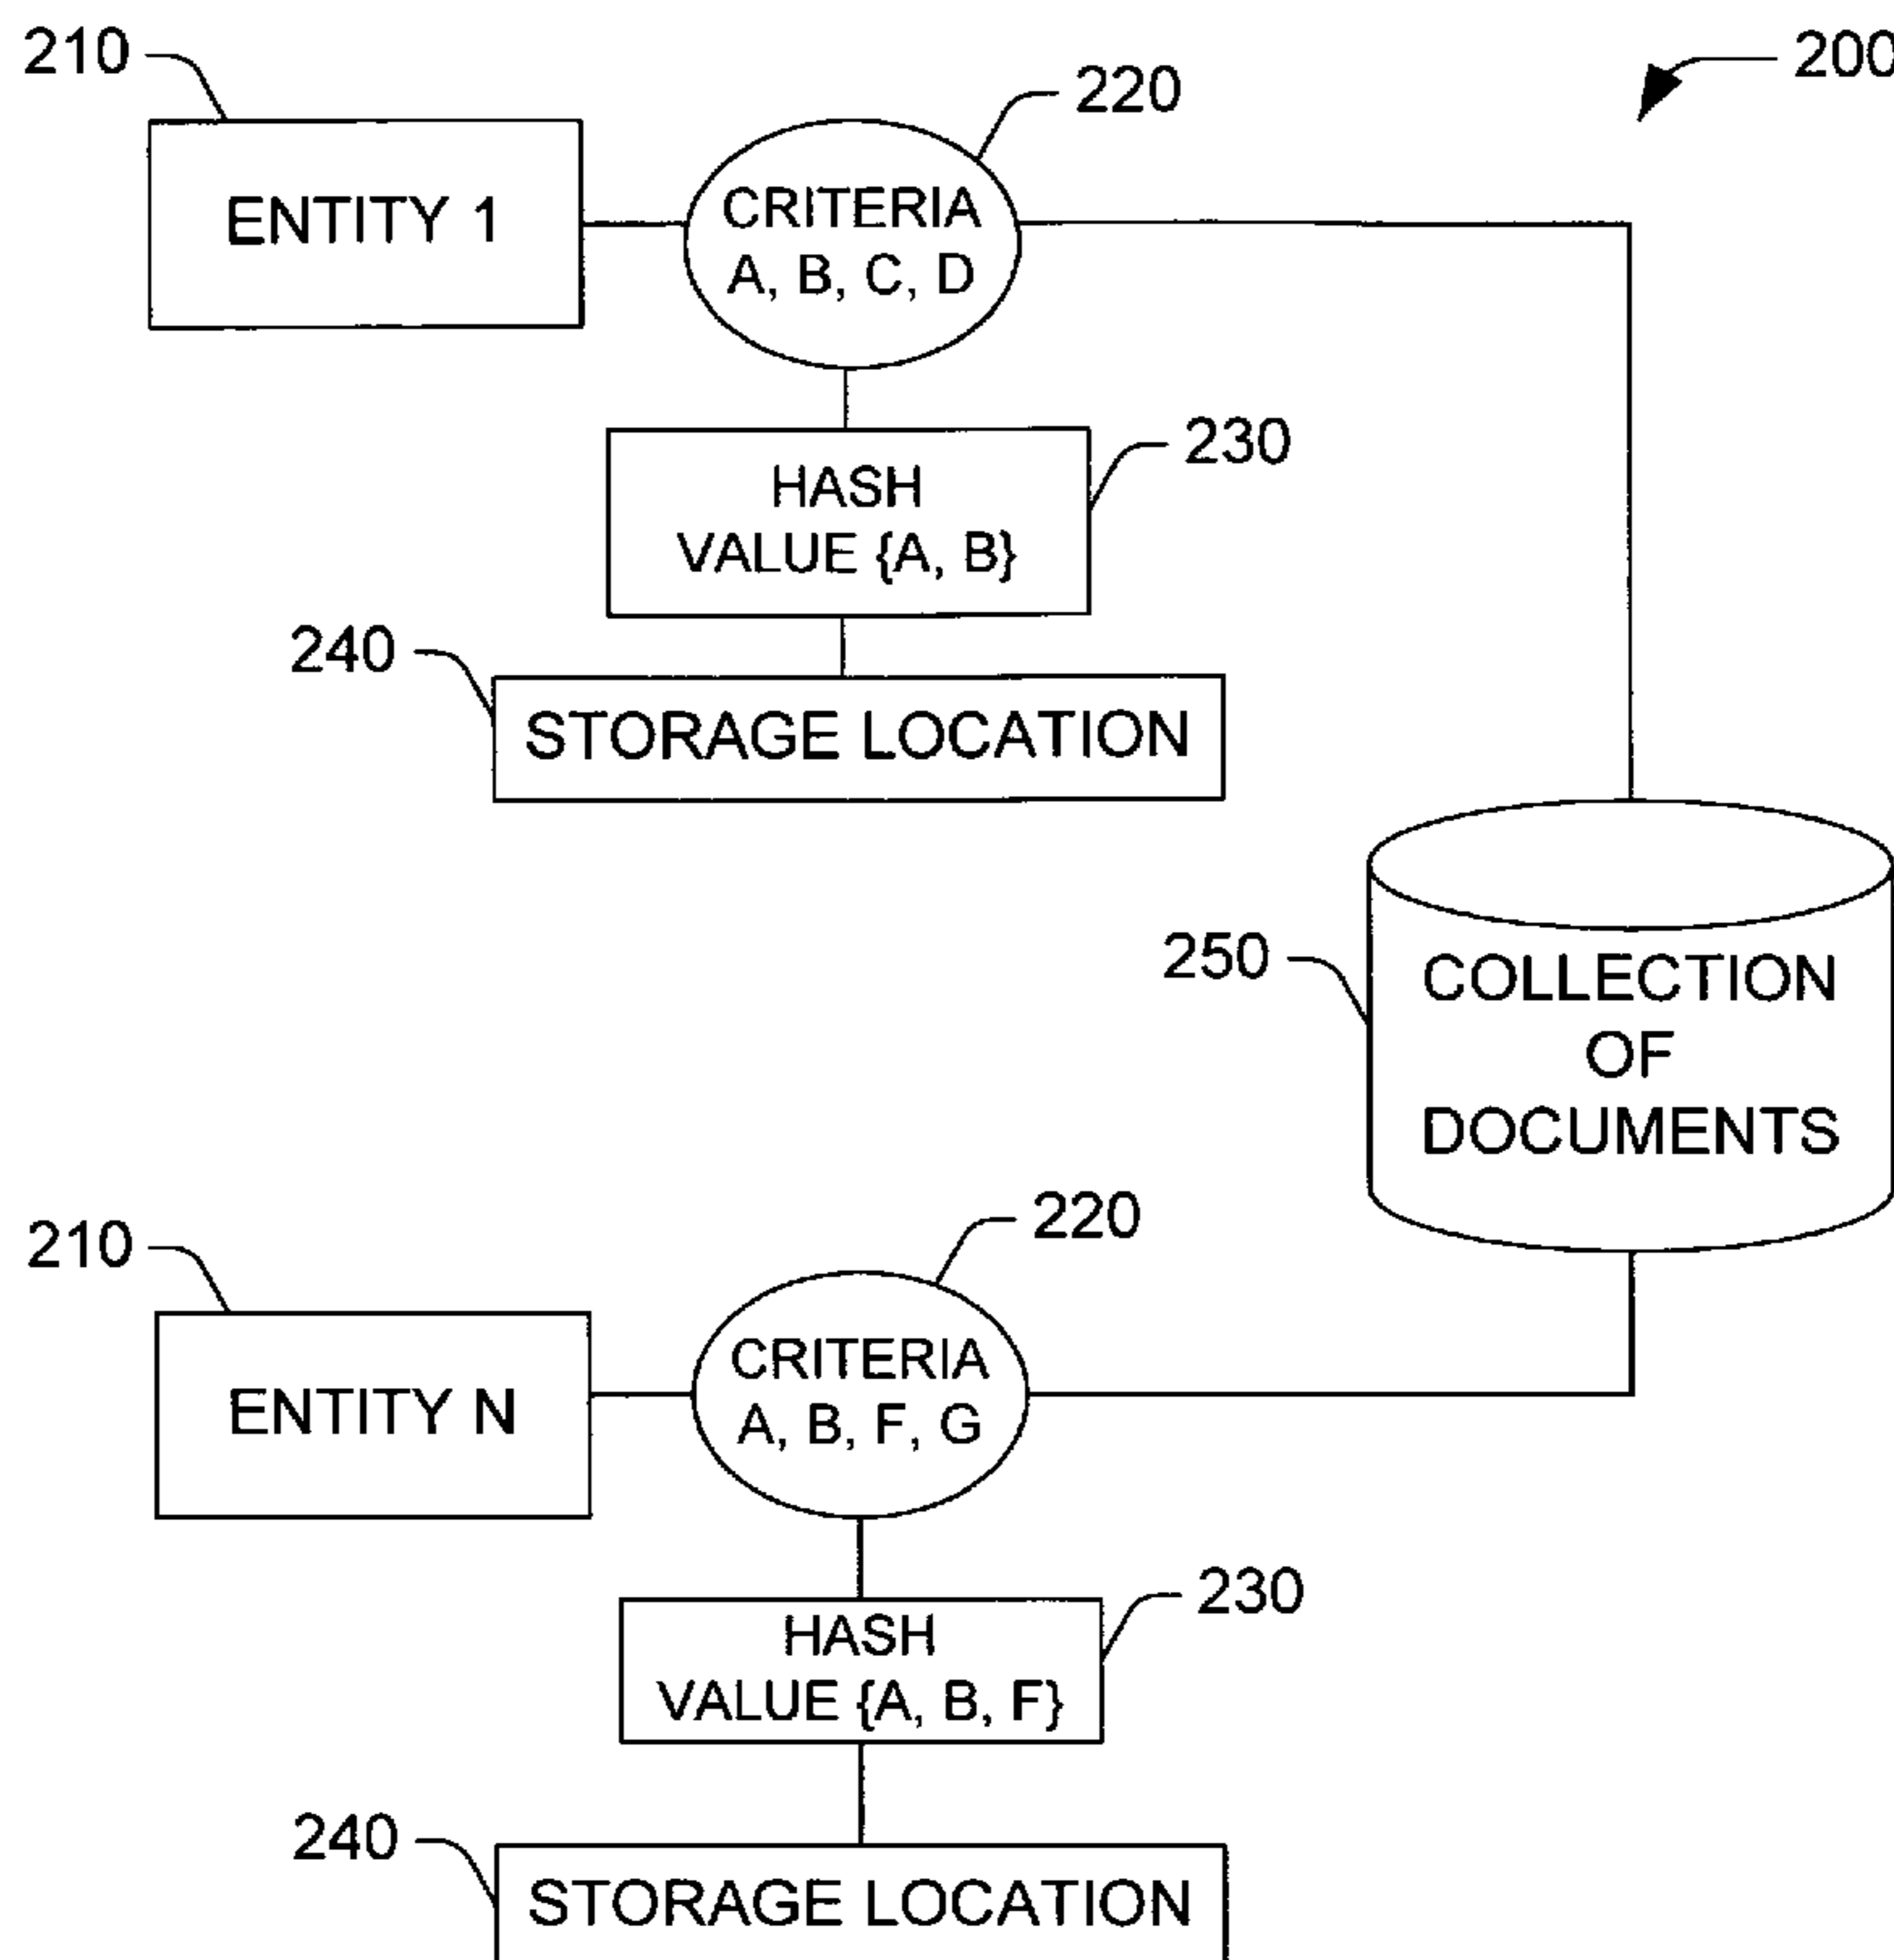 210
220
200
ENTITY 1
CRITERIA
A, B, C, D
230
HASH
VALUE {A, B}
240
STORAGE LOCATION
250
COLLECTION
OF
DOCUMENTS
210
220
ENTITY N
CRITERIA
A, B, F, G
230
HASH
VALUE {A, B, F}
240
STORAGE LOCATION